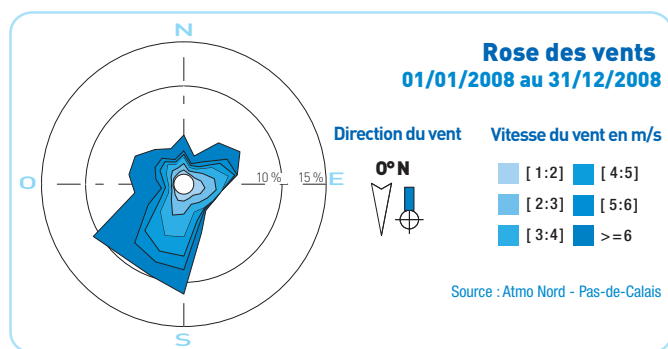 N
O
E
S
10 %
15 %
Rose des vents
01/01/2008 au 31/12/2008
Direction du vent
0° N
Vitesse du vent en m/s
[ 1:2]
[ 4:5]
[ 2:3]
[ 5:6]
[ 3:4]
>=6
Source : Atmo Nord - Pas-de-Calais